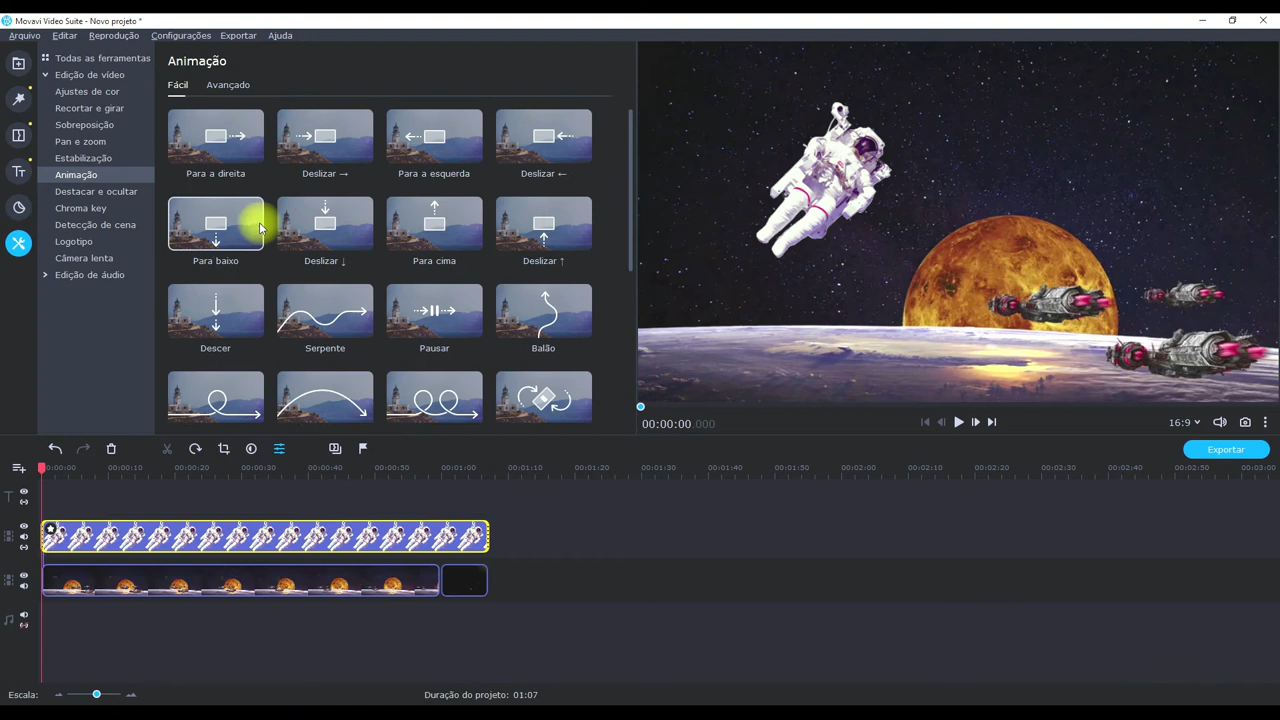 Movavi Video Suite - Novo projeto *
Arquivo Editar Reprodução Configurações Exportar Ajuda
Todas as ferramentas
Edição de vídeo
Ajustes de cor
Recortar e girar
Sobreposição
Pan e zoom
Estabilização
Animação
Destacar e ocultar
Chroma key
Detecção de cena
Logotipo
Câmera lenta
Edição de áudio
Animação
Fácil Avançado
Para a direita Deslizar → Para a esquerda Deslizar ←
Para baixo Deslizar ↓ Para cima Deslizar ↑
Descer Serpente Pausar Balão
00:00:00.000
16:9
Exportar
00:00:00 00:00:10 00:00:20 00:00:30 00:00:40 00:00:50 00:01:00 00:01:10 00:01:20 00:01:30 00:01:40 00:01:50 00:02:00 00:02:10 00:02:20 00:02:30 00:02:40 00:02:50 00:03:00
Escala:
Duração do projeto: 01:07